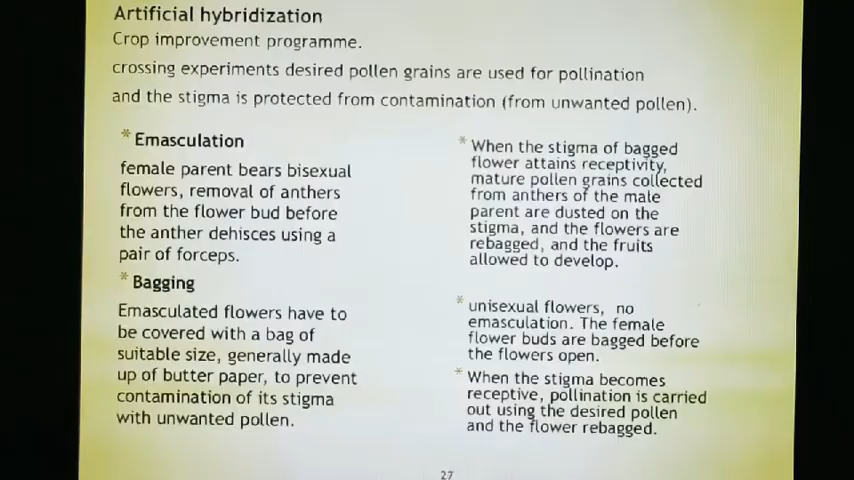 Artificial hybridization
Crop improvement programme.
crossing experiments desired pollen grains are used for pollination
and the stigma is protected from contamination (from unwanted pollen).
* Emasculation
female parent bears bisexual
flowers, removal of anthers
from the flower bud before
the anther dehisces using a
pair of forceps.
* Bagging
Emasculated flowers have to
be covered with a bag of
suitable size, generally made
up of butter paper, to prevent
contamination of its stigma
with unwanted pollen.
* When the stigma of bagged
flower attains receptivity,
mature pollen grains collected
from anthers of the male
parent are dusted on the
stigma, and the flowers are
rebagged, and the fruits
allowed to develop.
* unisexual flowers, no
emasculation. The female
flower buds are bagged before
the flowers open.
* When the stigma becomes
receptive, pollination is carried
out using the desired pollen
and the flower rebagged.
27